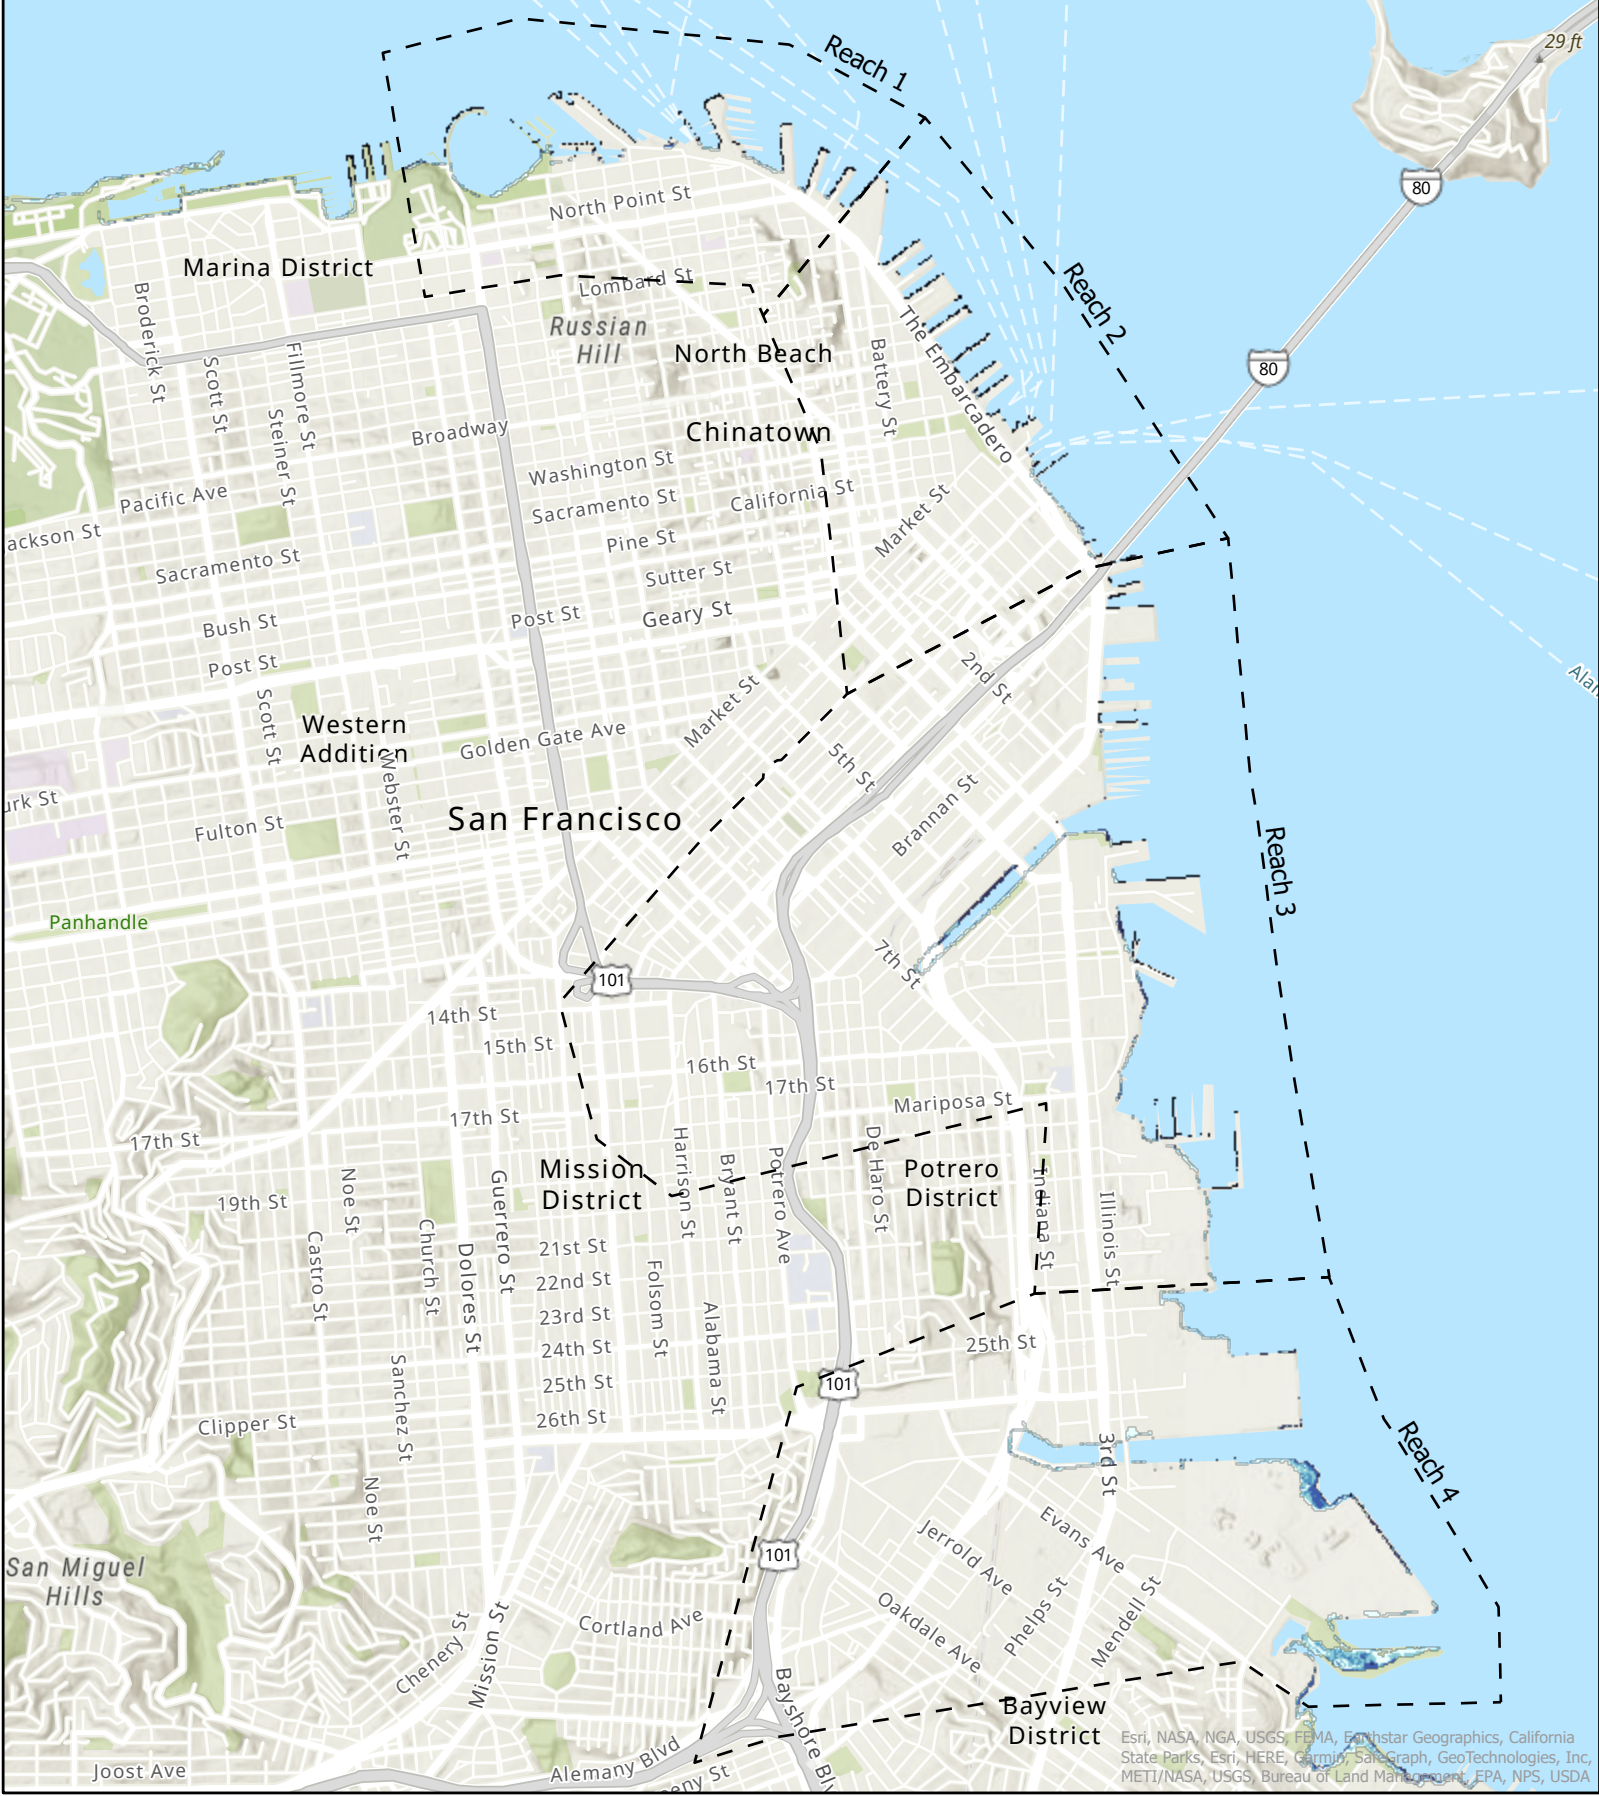 29 ft
Reach 1
80
North Point St
Marina District
Lombard St
Reach 2
Broderick St
Russian
Hill
North Beach
The Embarcadero
Battery St
80
Scott St
Fillmore St
Steiner St
Broadway
Chinatown
Washington St
Pacific Ave
Sacramento St
California St
Market St
ackson St
Pine St
Sacramento St
Sutter St
Bush St
Post St
Geary St
Post St
2nd St
Alan
Scott St
Market St
Western
Addition
Golden Gate Ave
5th St
Webster St
urk St
Brannan St
Fulton St
San Francisco
Reach 3
Panhandle
7th St
101
14th St
15th St
16th St
17th St
17th St
Mariposa St
17th St
Mission
District
Harrison St
Bryant St
Potrero Ave
De Haro St
Potrero
District
Indiana St
Illinois St
19th St
Noe St
Guerrero St
Church St
Castro St
Dolores St
21st St
22nd St
23rd St
24th St
25th St
26th St
Folsom St
Alabama St
25th St
101
Sanchez St
Clipper St
3rd St
Reach 4
Noe St
Evans Ave
Jerrold Ave
101
San Miguel
Hills
Phelps St
Mendell St
Oakdale Ave
Cortland Ave
Chenery St
Mission St
Bayshore Blv
Bayview
District
Alemany Blvd
eny St
Joost Ave
Esri, NASA, NGA, USGS, FEMA, Earthstar Geographics, California
State Parks, Esri, HERE, Garmin, SafeGraph, GeoTechnologies, Inc,
METI/NASA, USGS, Bureau of Land Management, EPA, NPS, USDA